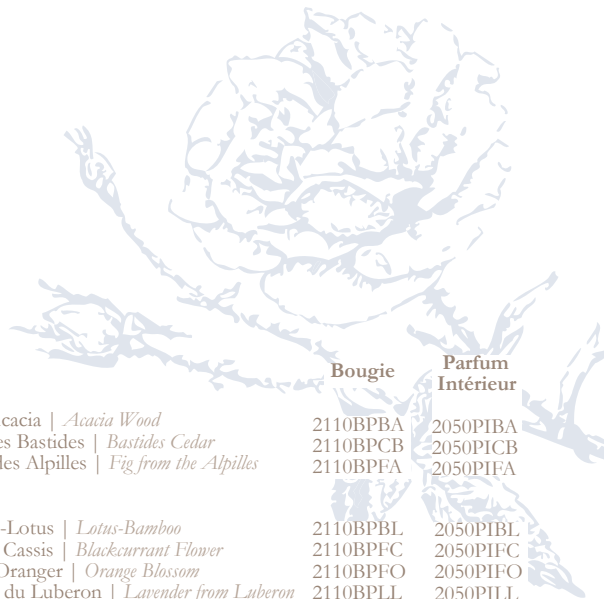 Bougie Parfum
Intérieur
cacia | Acacia Wood 2110BPBA 2050PIBA
es Bastides | Bastides Cedar 2110BPCB 2050PICB
des Alpilles | Fig from the Alpilles 2110BPFA 2050PIFA
-Lotus | Lotus-Bamboo 2110BPBL 2050PIBL
Cassis | Blackcurrant Flower 2110BPFC 2050PIFC
Oranger | Orange Blossom 2110BPFO 2050PIFO
du Luberon | Lavender from Luberon 2110BPLL 2050PILL